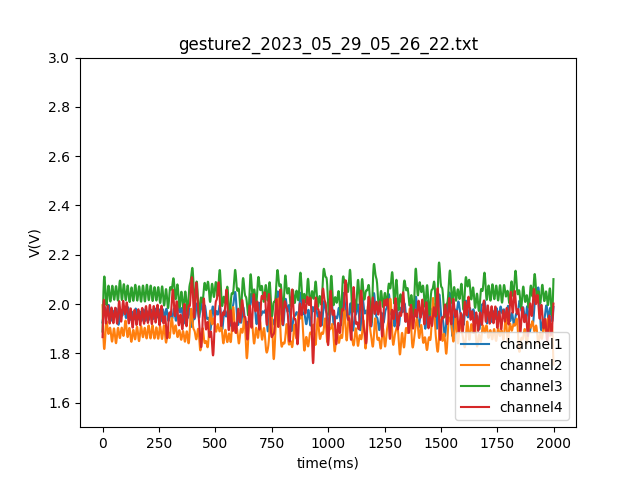 gesture2_2023_05_29_05_26_22.txt
3.0
2.8
2.6
2.4
2.2
2.0
1.8
1.6
V(V)
channel1
channel2
channel3
channel4
0 250 500 750 1000 1250 1500 1750 2000
time(ms)